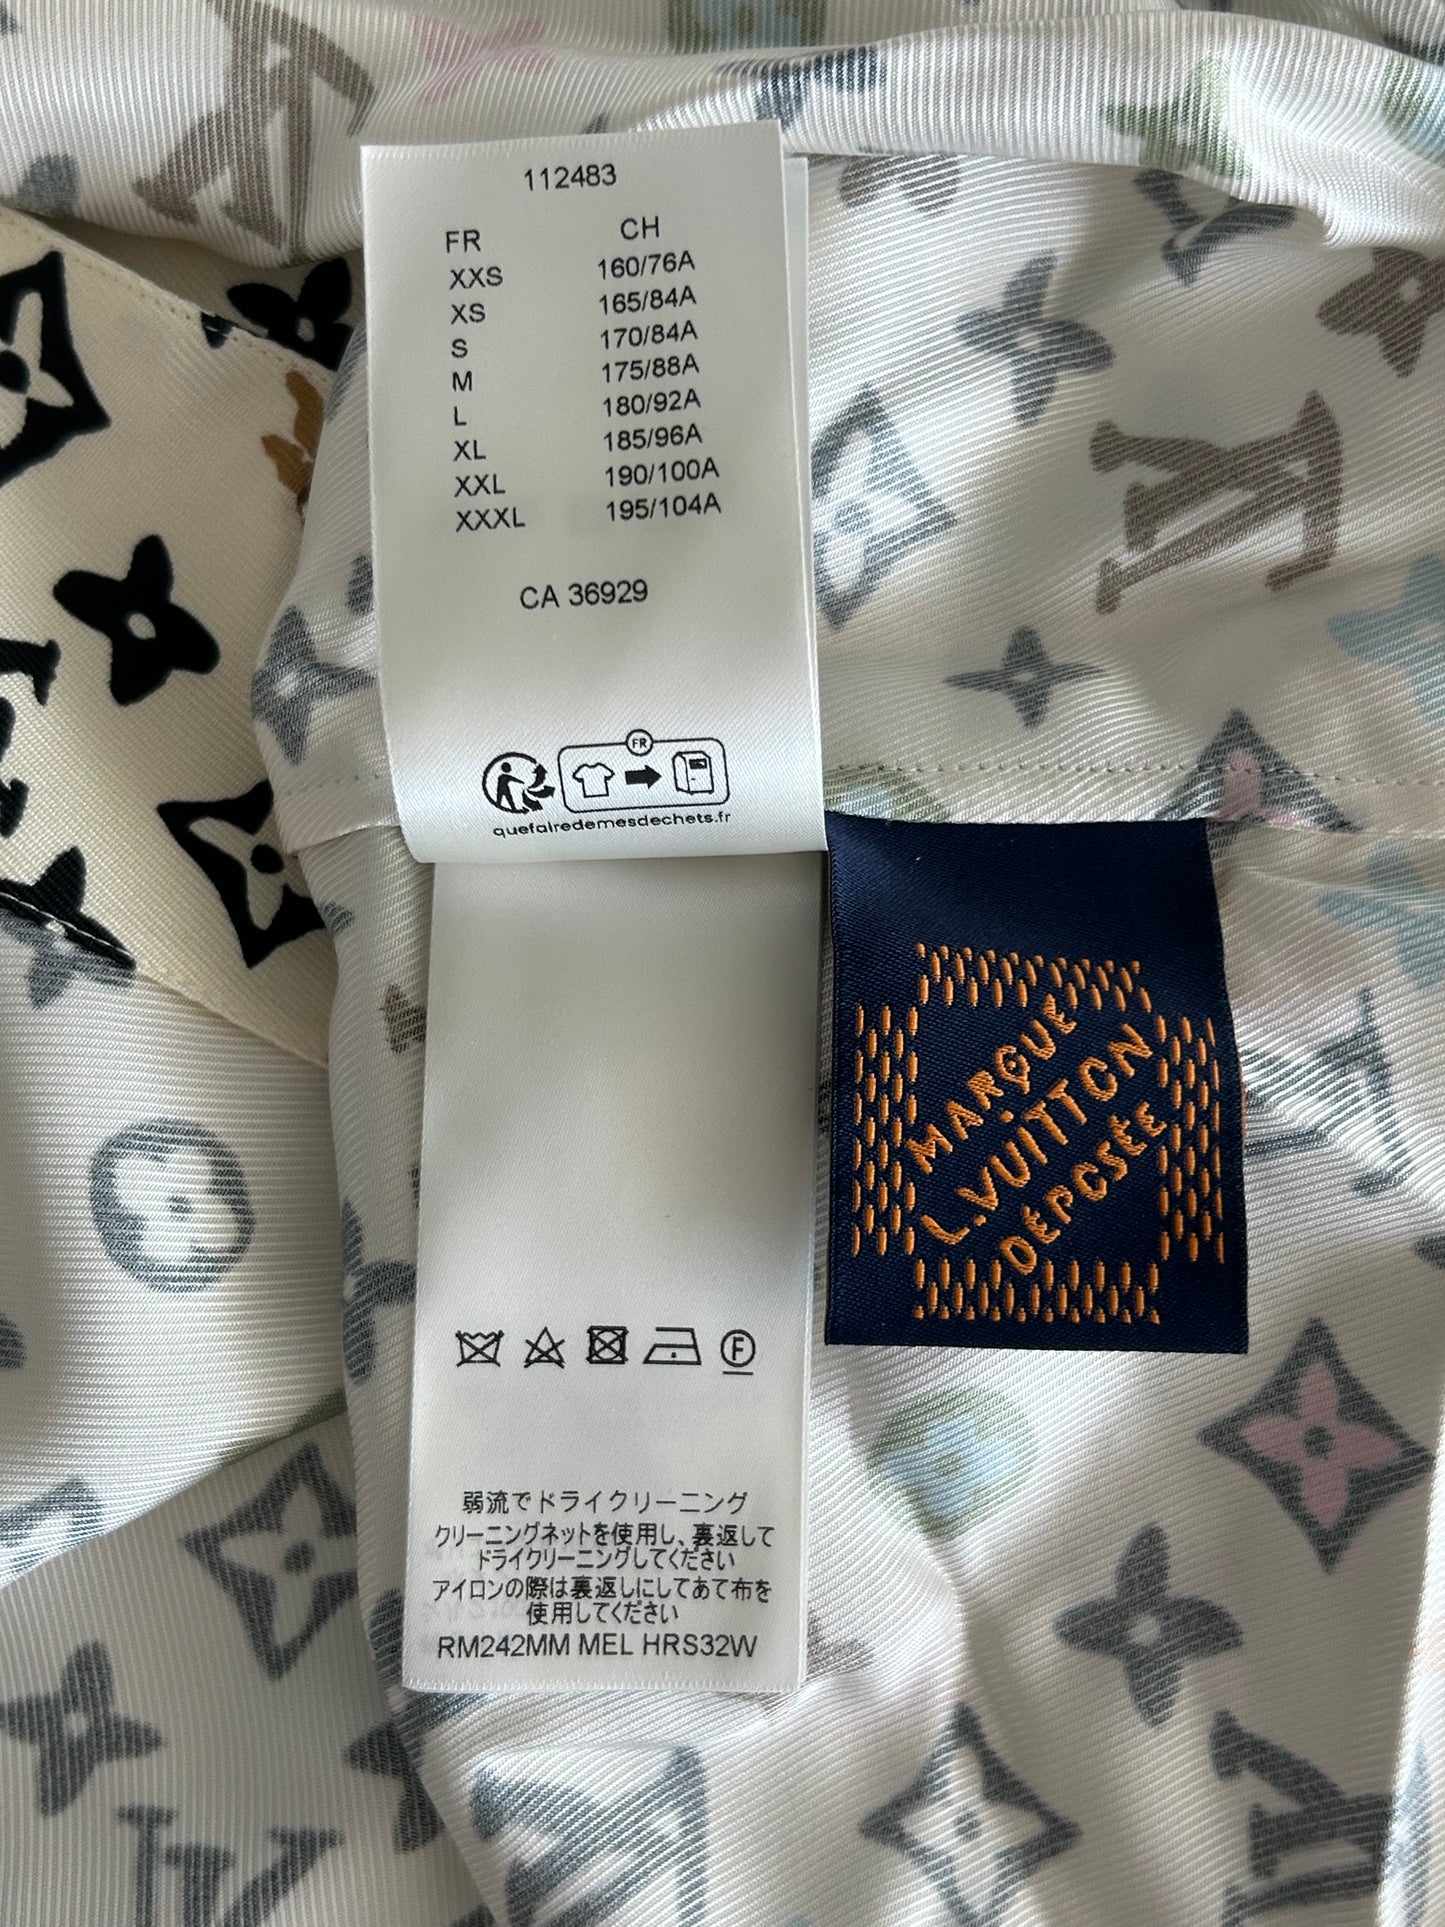 112483
FR CH
XXS 160/76A
XS 165/84A
S 170/84A
M 175/88A
L 180/92A
XL 185/96A
XXL 190/100A
XXXL 195/104A
CA 36929
FR
quefairedemesdechets.fr
MARQUE
L.VUITTON
DÉPOSÉE
F
弱流でドライクリーニング
クリーニングネットを使用し、裏返して
ドライクリーニングしてください
アイロンの際は裏返しにしてあて布を
使用してください
RM242MM MEL HRS32W